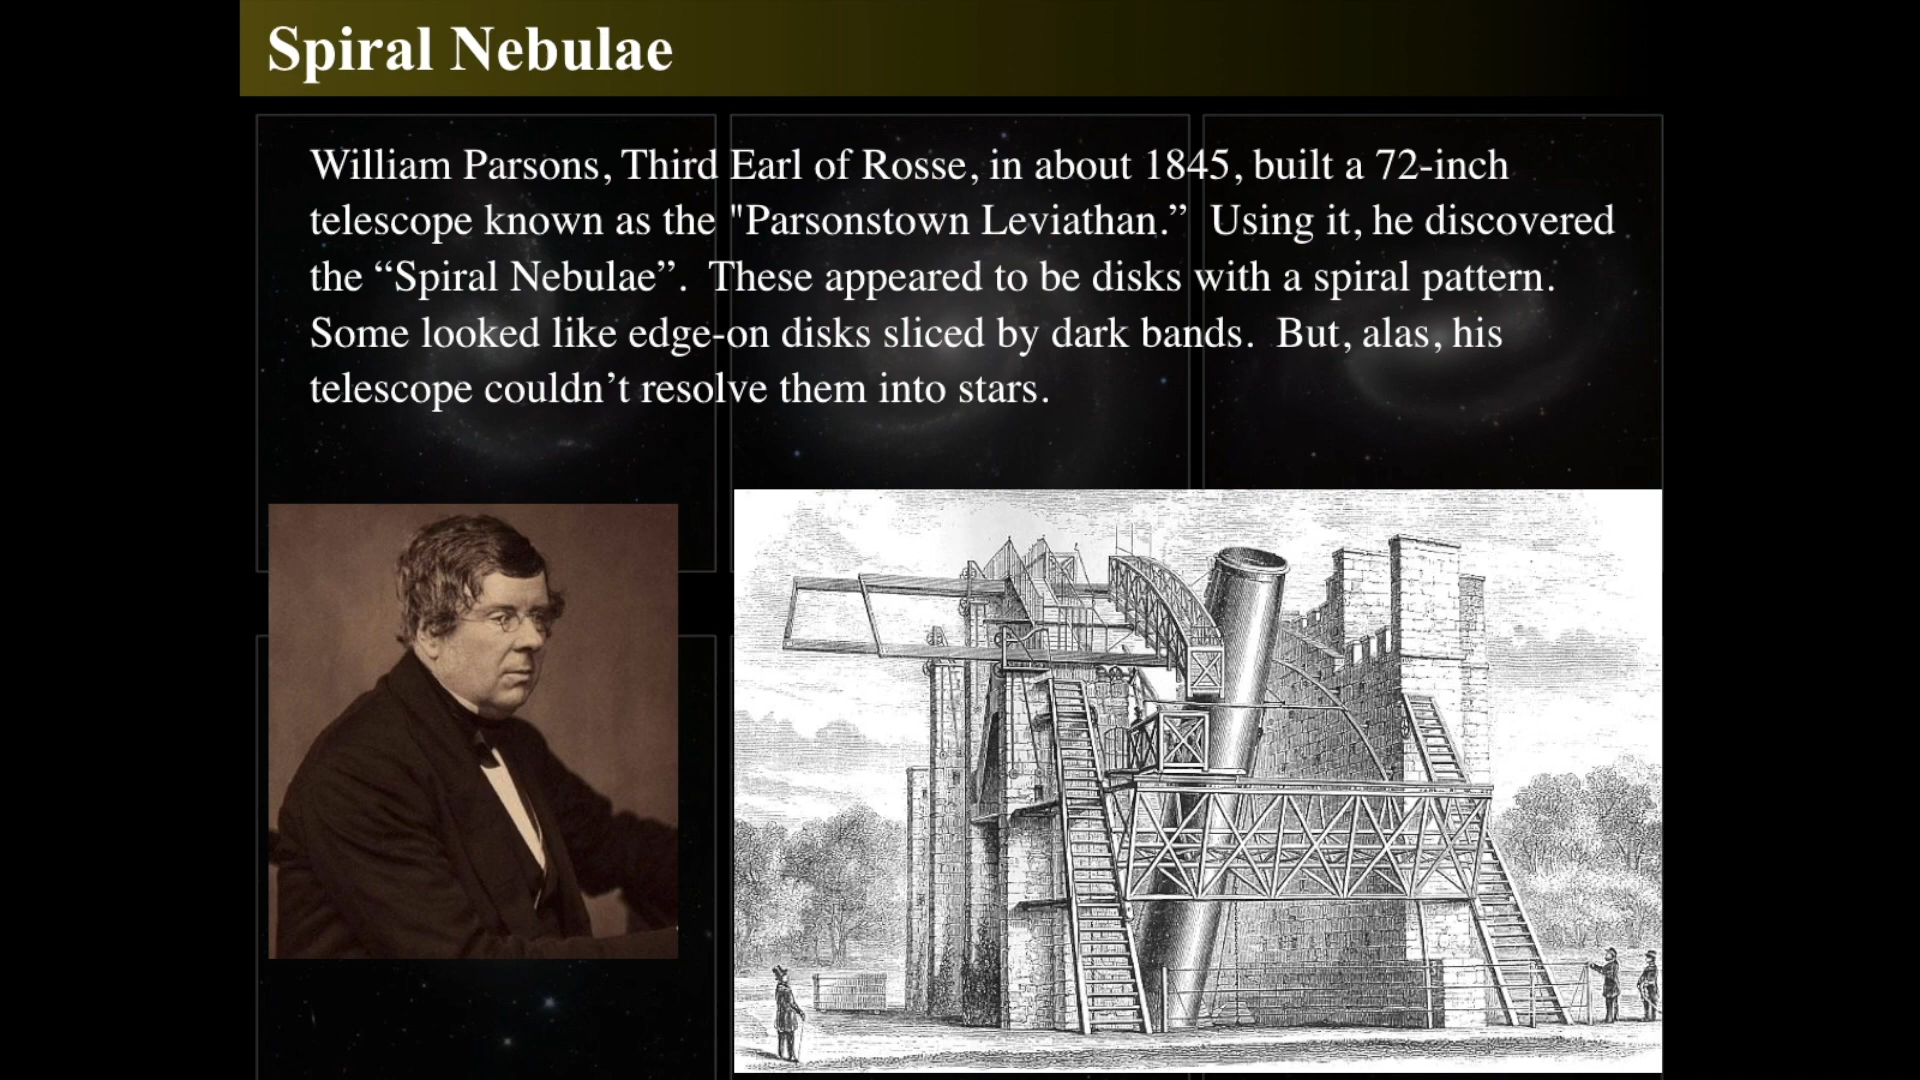 Spiral Nebulae
William Parsons, Third Earl of Rosse, in about 1845, built a 72-inch
telescope known as the "Parsonstown Leviathan.”  Using it, he discovered
the “Spiral Nebulae”.  These appeared to be disks with a spiral pattern.
Some looked like edge-on disks sliced by dark bands.  But, alas, his
telescope couldn’t resolve them into stars.